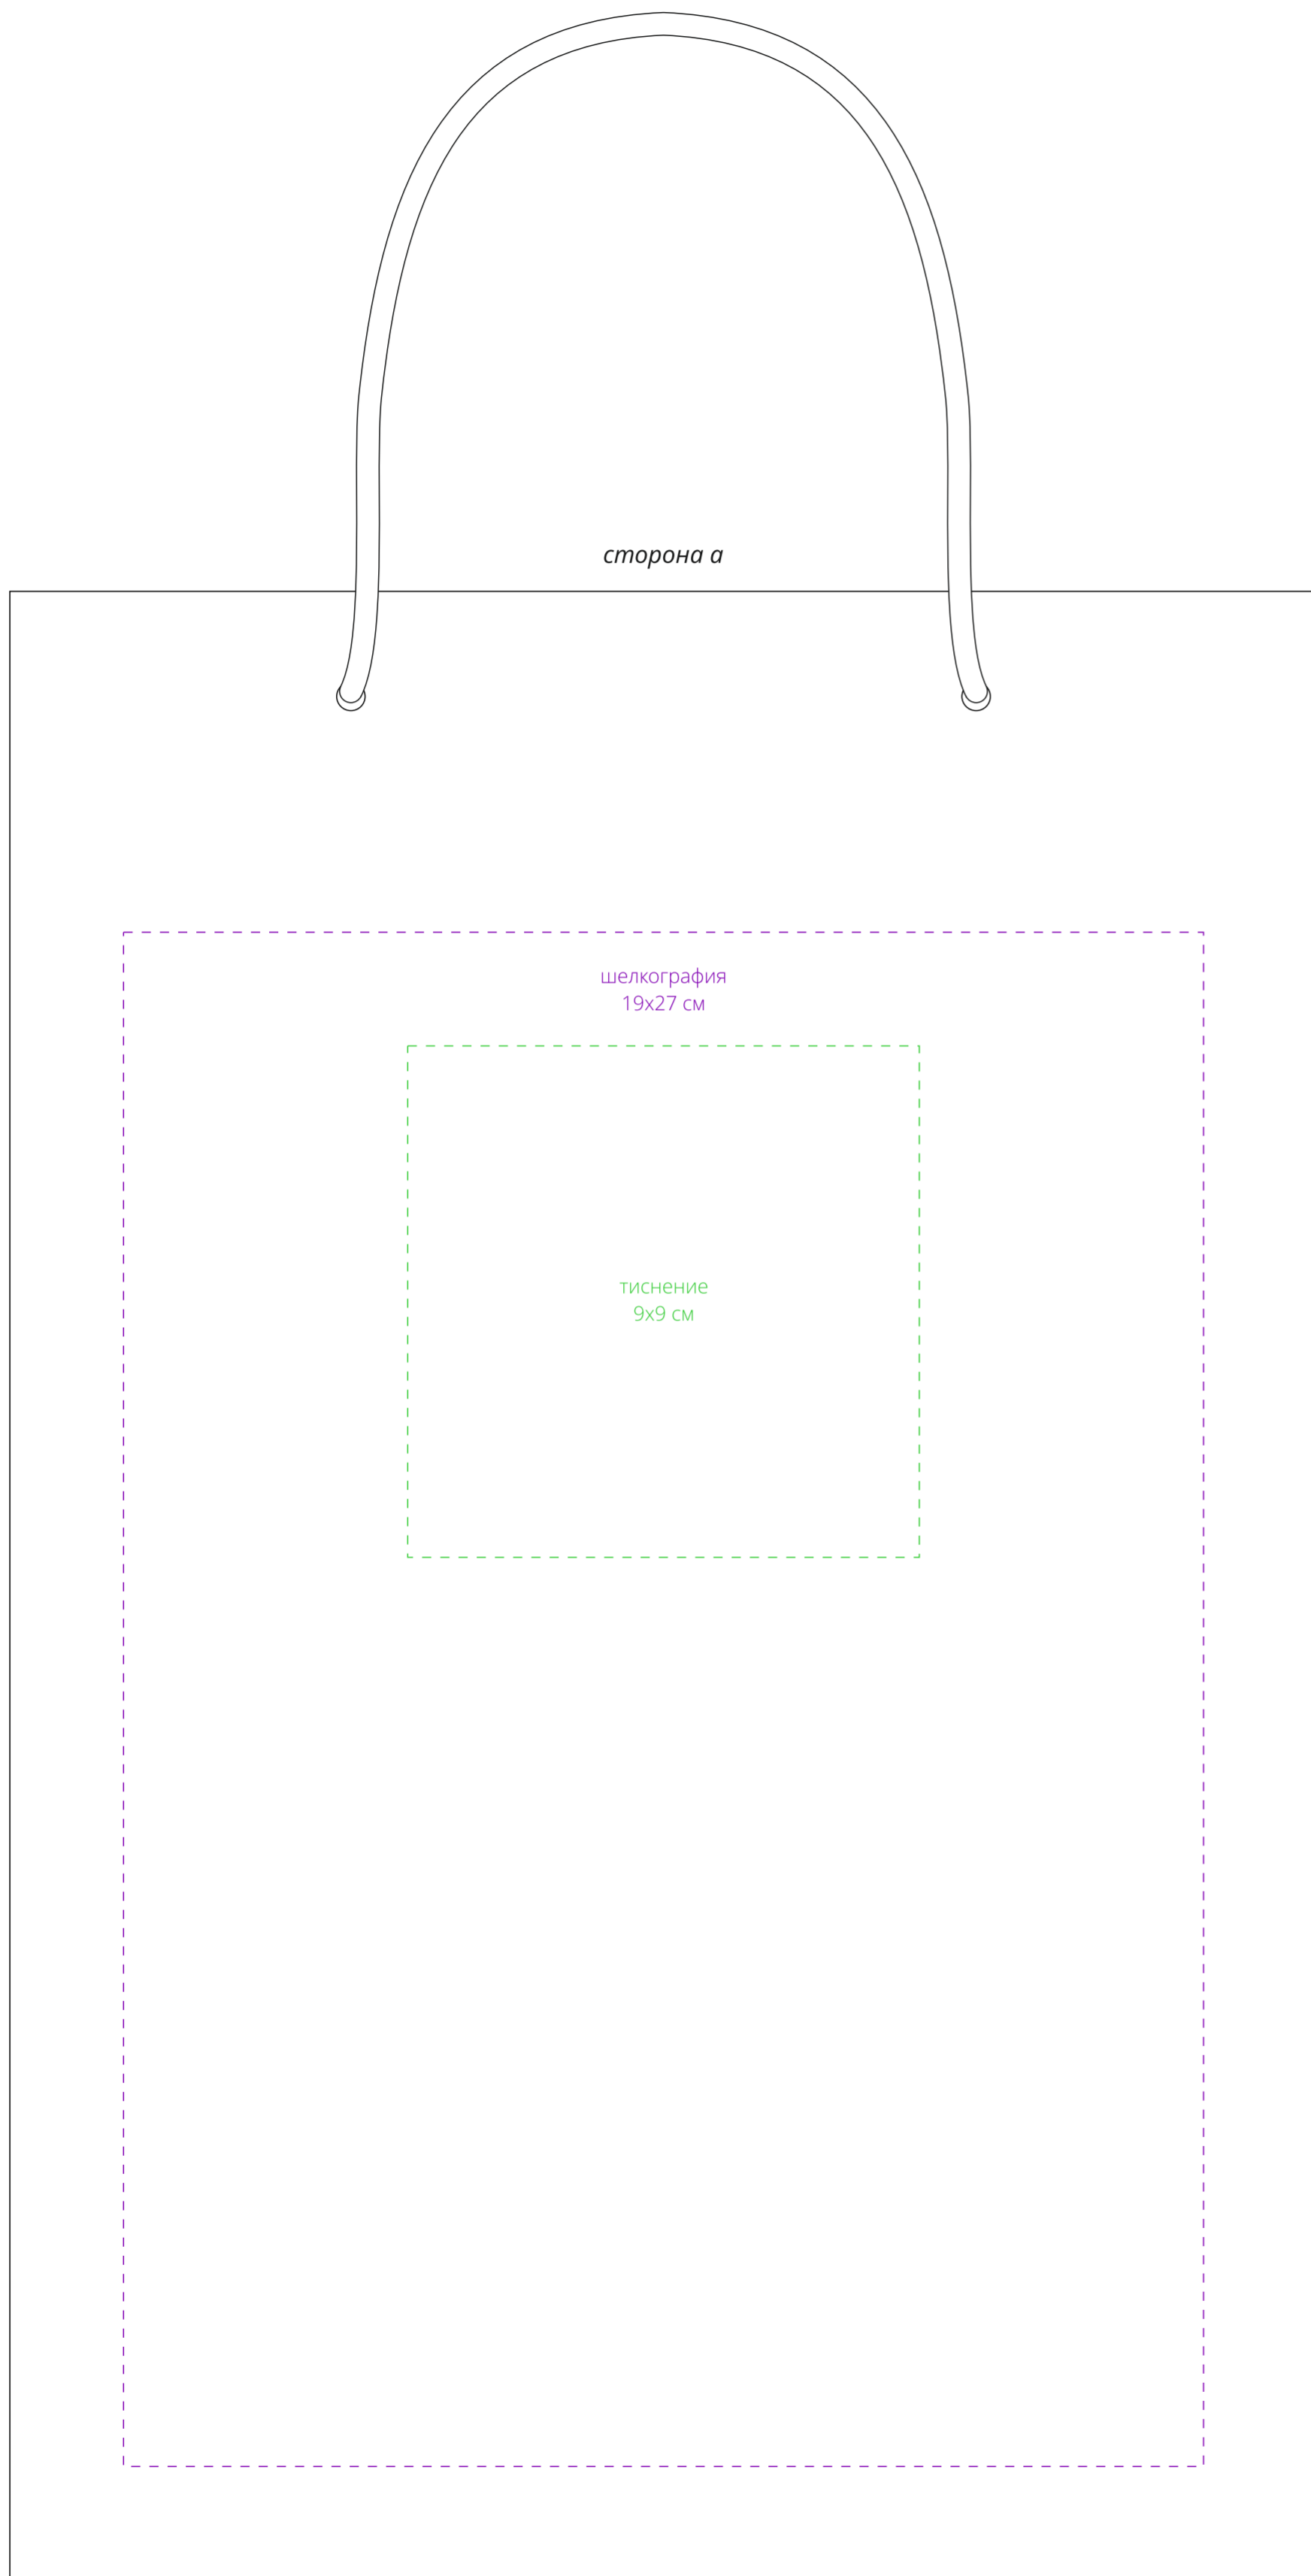 сторона а
шелкография
19х27 см
тиснение
9х9 см